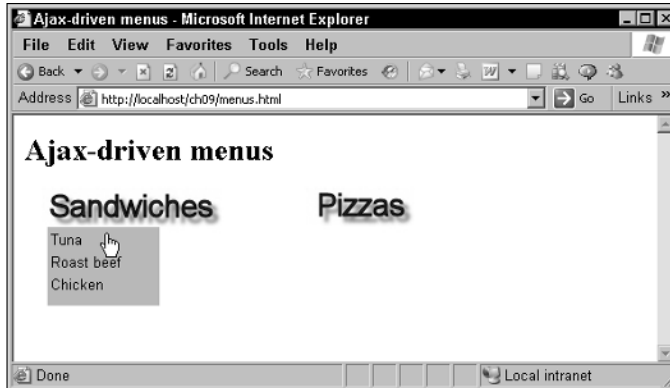 Ajax-driven menus - Microsoft Internet Explorer
File Edit View Favorites Tools Help
Back Search Favorites
Address http://localhost/ch09/menus.html Go Links »
Ajax-driven menus
Sandwiches Pizzas
Tuna
Roast beef
Chicken
Done Local intranet